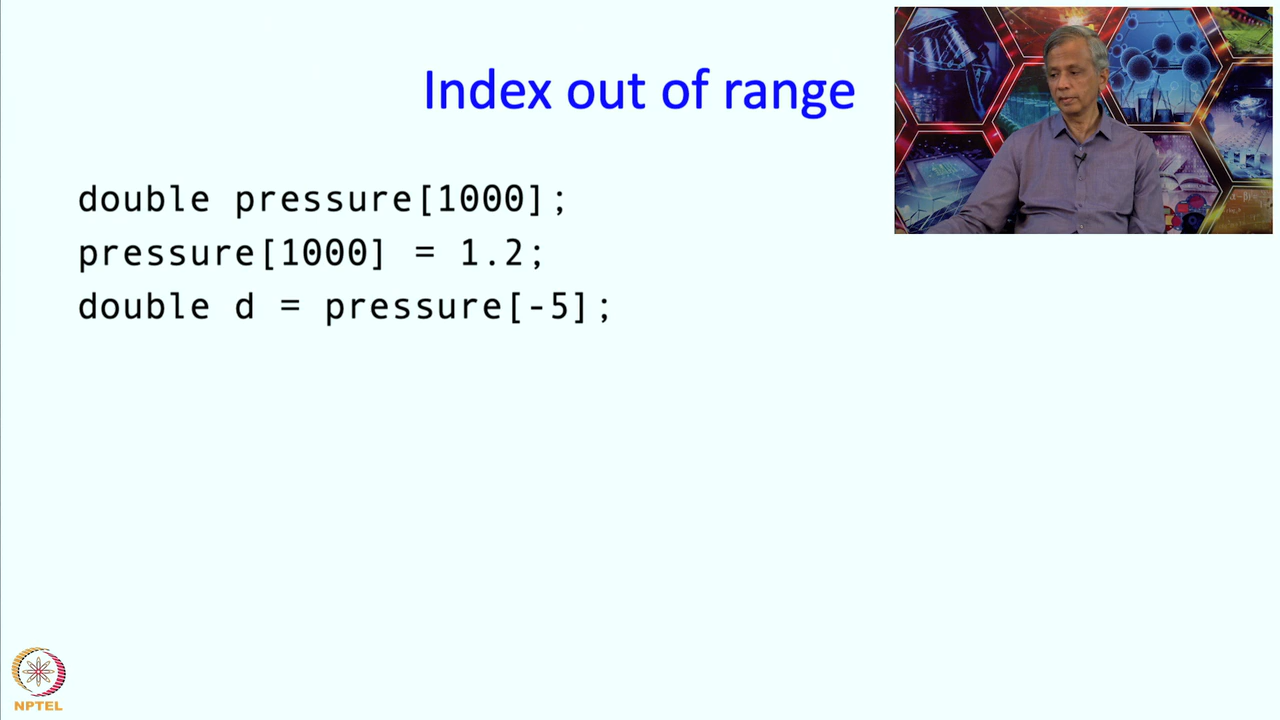 Index out of range
double pressure[1000];
pressure[1000] = 1.2;
double d = pressure[-5];
NPTEL